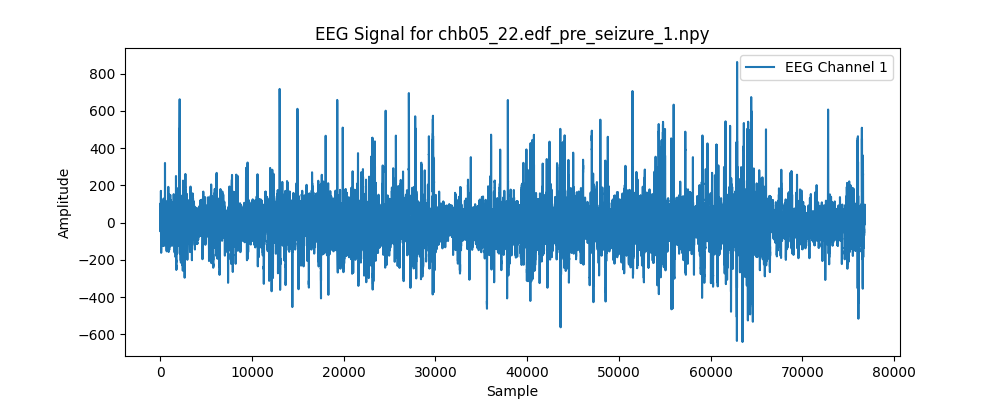 EEG Signal for chb05_22.edf_pre_seizure_1.npy
EEG Channel 1
800
600
400
200
0
−200
−400
−600
Amplitude
0 10000 20000 30000 40000 50000 60000 70000 80000
Sample